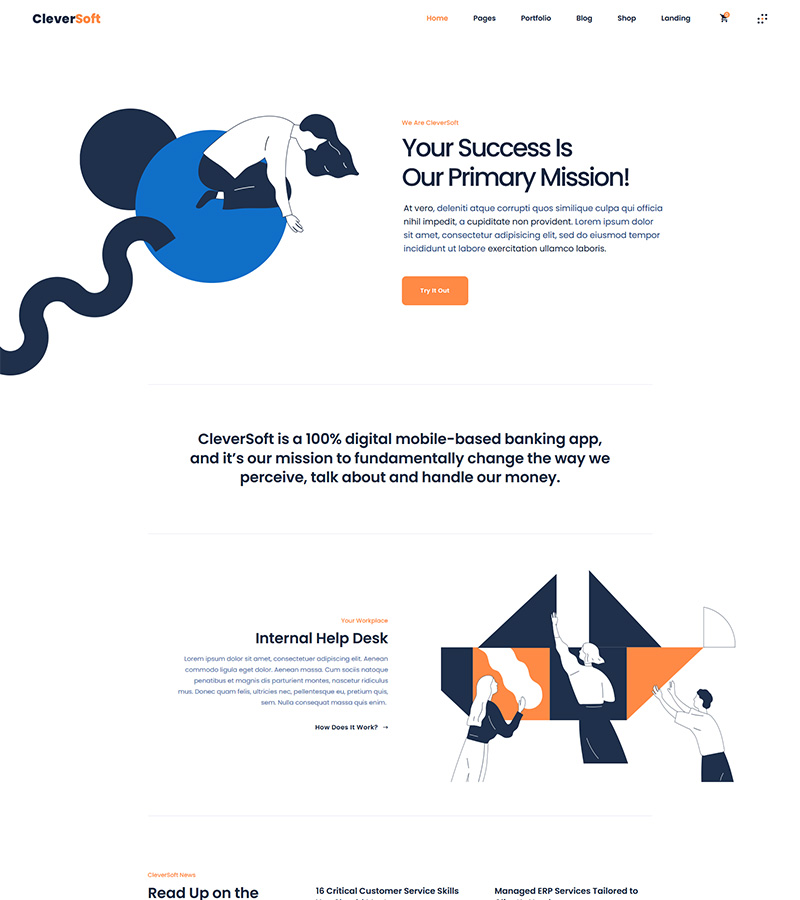 CleverSoft
Home Pages Portfolio Blog Shop Landing
We Are CleverSoft
Your Success Is
Our Primary Mission!
At vero, deleniti atque corrupti quos similique culpa qui officia
nihil impedit, a cupiditate non provident. Lorem ipsum dolor
sit amet, consectetur adipisicing elit, sed do eiusmod tempor
incididunt ut labore exercitation ullamco laboris.
Try It Out
CleverSoft is a 100% digital mobile-based banking app,
and it’s our mission to fundamentally change the way we
perceive, talk about and handle our money.
Your Workplace
Internal Help Desk
Lorem ipsum dolor sit amet, consectetuer adipiscing elit. Aenean
commodo ligula eget dolor. Aenean massa. Cum sociis natoque
penatibus et magnis dis parturient montes, nascetur ridiculus
mus. Donec quam felis, ultricies nec, pellentesque eu, pretium quis,
sem. Nulla consequat massa quis enim.
How Does It Work? →
CleverSoft News
Read Up on the
16 Critical Customer Service Skills
Managed ERP Services Tailored to